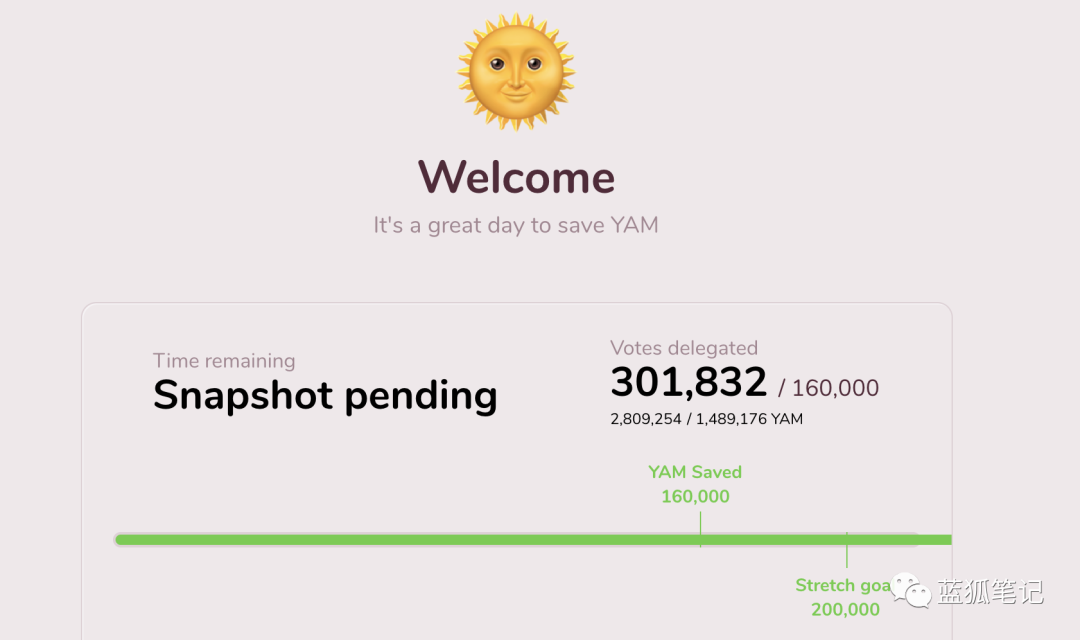 Welcome
It's a great day to save YAM
Time remaining
Snapshot pending
Votes delegated
301,832 / 160,000
2,809,254 / 1,489,176 YAM
YAM Saved
160,000
Stretch goa
200,000
蓝狐笔记